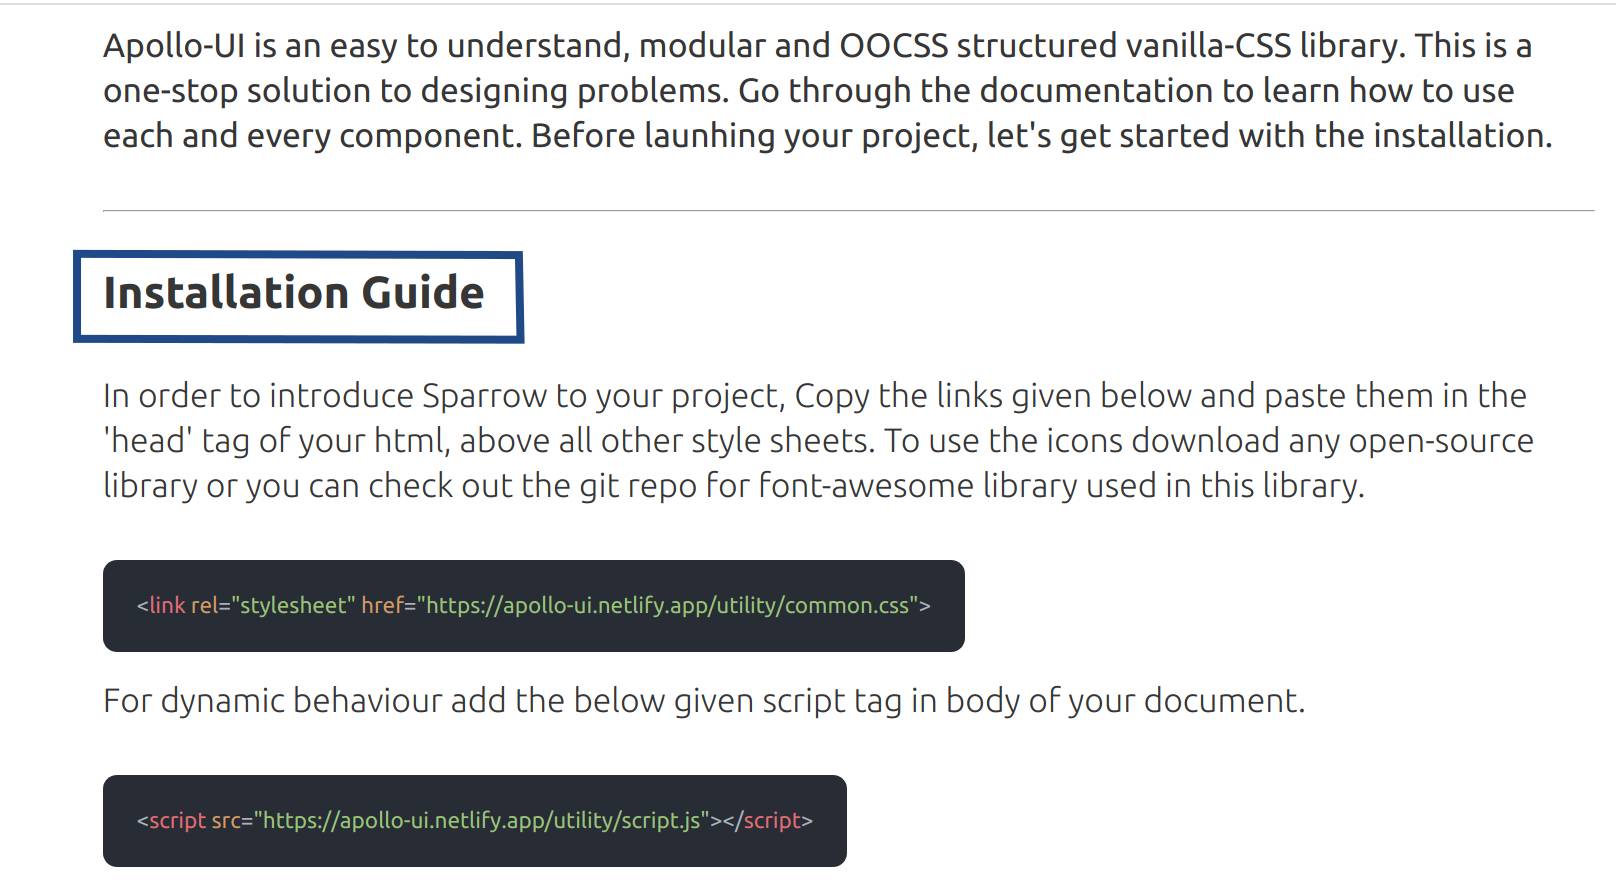 Apollo-UI is an easy to understand, modular and OOCSS structured vanilla-CSS library. This is a
one-stop solution to designing problems. Go through the documentation to learn how to use
each and every component. Before launhing your project, let's get started with the installation.
Installation Guide
In order to introduce Sparrow to your project, Copy the links given below and paste them in the
'head' tag of your html, above all other style sheets. To use the icons download any open-source
library or you can check out the git repo for font-awesome library used in this library.
<link rel="stylesheet" href="https://apollo-ui.netlify.app/utility/common.css">
For dynamic behaviour add the below given script tag in body of your document.
<script src="https://apollo-ui.netlify.app/utility/script.js"></script>